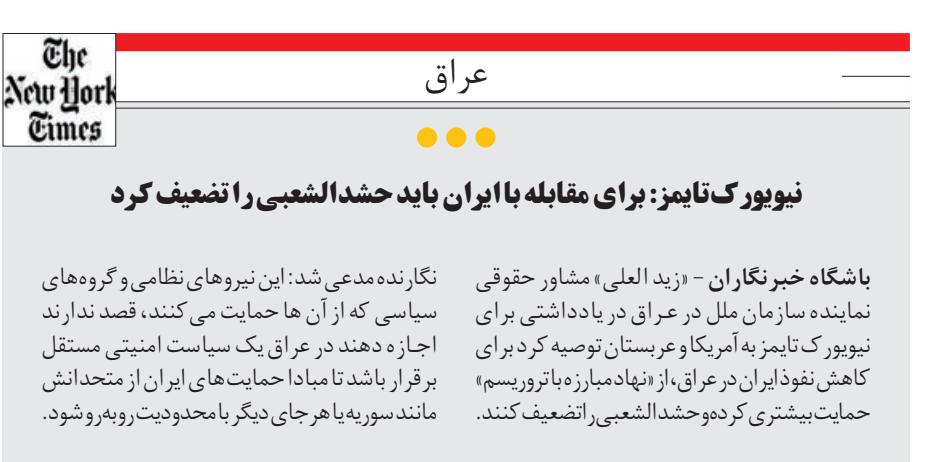 The
New York
Times
عراق
نیویورک‌تایمز: برای مقابله با ایران باید حشدالشعبی را تضعیف کرد
باشگاه خبرنگاران - «زید العلی» مشاور حقوقی
نماینده سازمان ملل در عراق در یادداشتی برای
نیویورک‌تایمز به آمریکا و عربستان توصیه کرد برای
کاهش نفوذ ایران در عراق، از «نهاد مبارزه با تروریسم»
حمایت بیشتری کرده و حشدالشعبی را تضعیف کنند.
نگارنده مدعی شد: این نیروهای نظامی و گروه‌های
سیاسی که از آن ها حمایت می‌کنند، قصد ندارند
اجازه دهند در عراق یک سیاست امنیتی مستقل
برقرار باشد تا مبادا حمایت‌های ایران از متحدانش
مانند سوریه یا هر جای دیگر با محدودیت روبه‌رو شود.